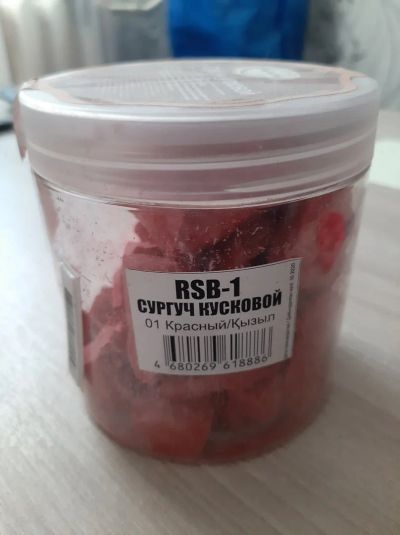 RSB-1
СУРГУЧ КУСКОВОЙ
01 Красный/Қызыл
4 680269 618886